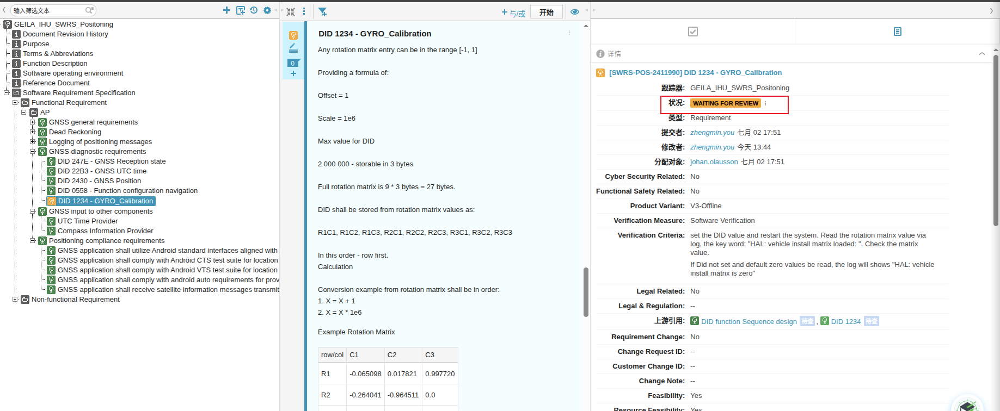 输入筛选文本
与/或
开始
GEILA_IHU_SWRS_Positoning
Document Revision History
Purpose
Terms & Abbreviations
Function Description
Software operating environment
Reference Document
Software Requirement Specification
Functional Requirement
AP
GNSS general requirements
Dead Reckoning
Logging of positioning messages
GNSS diagnostic requirements
DID 247E - GNSS Reception state
DID 22B3 - GNSS UTC time
DID 2430 - GNSS Position
DID 0558 - Function configuration navigation
DID 1234 - GYRO_Calibration
GNSS input to other components
UTC Time Provider
Compass Information Provider
Positioning compliance requirements
GNSS application shall utilize Android standard interfaces aligned with
GNSS application shall comply with Android CTS test suite for location
GNSS application shall comply with Android VTS test suite for location
GNSS application shall comply with android auto requirements for prov
GNSS application shall receive satellite information messages transmit
Non-functional Requirement
0
DID 1234 - GYRO_Calibration
Any rotation matrix entry can be in the range [-1, 1]
Providing a formula of:
Offset = 1
Scale = 1e6
Max value for DID
2 000 000 - storable in 3 bytes
Full rotation matrix is 9 * 3 bytes = 27 bytes.
DID shall be stored from rotation matrix values as:
R1C1, R1C2, R1C3, R2C1, R2C2, R2C3, R3C1, R3C2, R3C3
In this order - row first.
Calculation
Conversion example from rotation matrix shall be in order:
1. X = X + 1
2. X = X * 1e6
Example Rotation Matrix
row/col C1 C2 C3
R1 -0.065098 0.017821 0.997720
R2 -0.264041 -0.964511 0.0
详情
[SWRS-POS-2411990] DID 1234 - GYRO_Calibration
跟踪器: GEILA_IHU_SWRS_Positoning
状况: WAITING FOR REVIEW
类型: Requirement
提交者: zhengmin.you 七月 02 17:51
修改者: zhengmin.you 今天 13:44
分配对象: johan.olausson 七月 02 17:51
Cyber Security Related: No
Functional Safety Related: No
Product Variant: V3-Offline
Verification Measure: Software Verification
Verification Criteria: set the DID value and restart the system. Read the rotation matrix value via
log, the key word: "HAL: vehicle install matrix loaded: ". Check the matrix
value.
If Did not set and default zero values be read, the log will shows "HAL: vehicle
install matrix is zero"
Legal Related: No
Legal & Regulation: --
上游引用: DID function Sequence design 待查 , DID 1234 待查
Requirement Change: No
Change Request ID: --
Customer Change ID: --
Change Note: --
Feasibility: Yes
Resource Feasibility: Yes